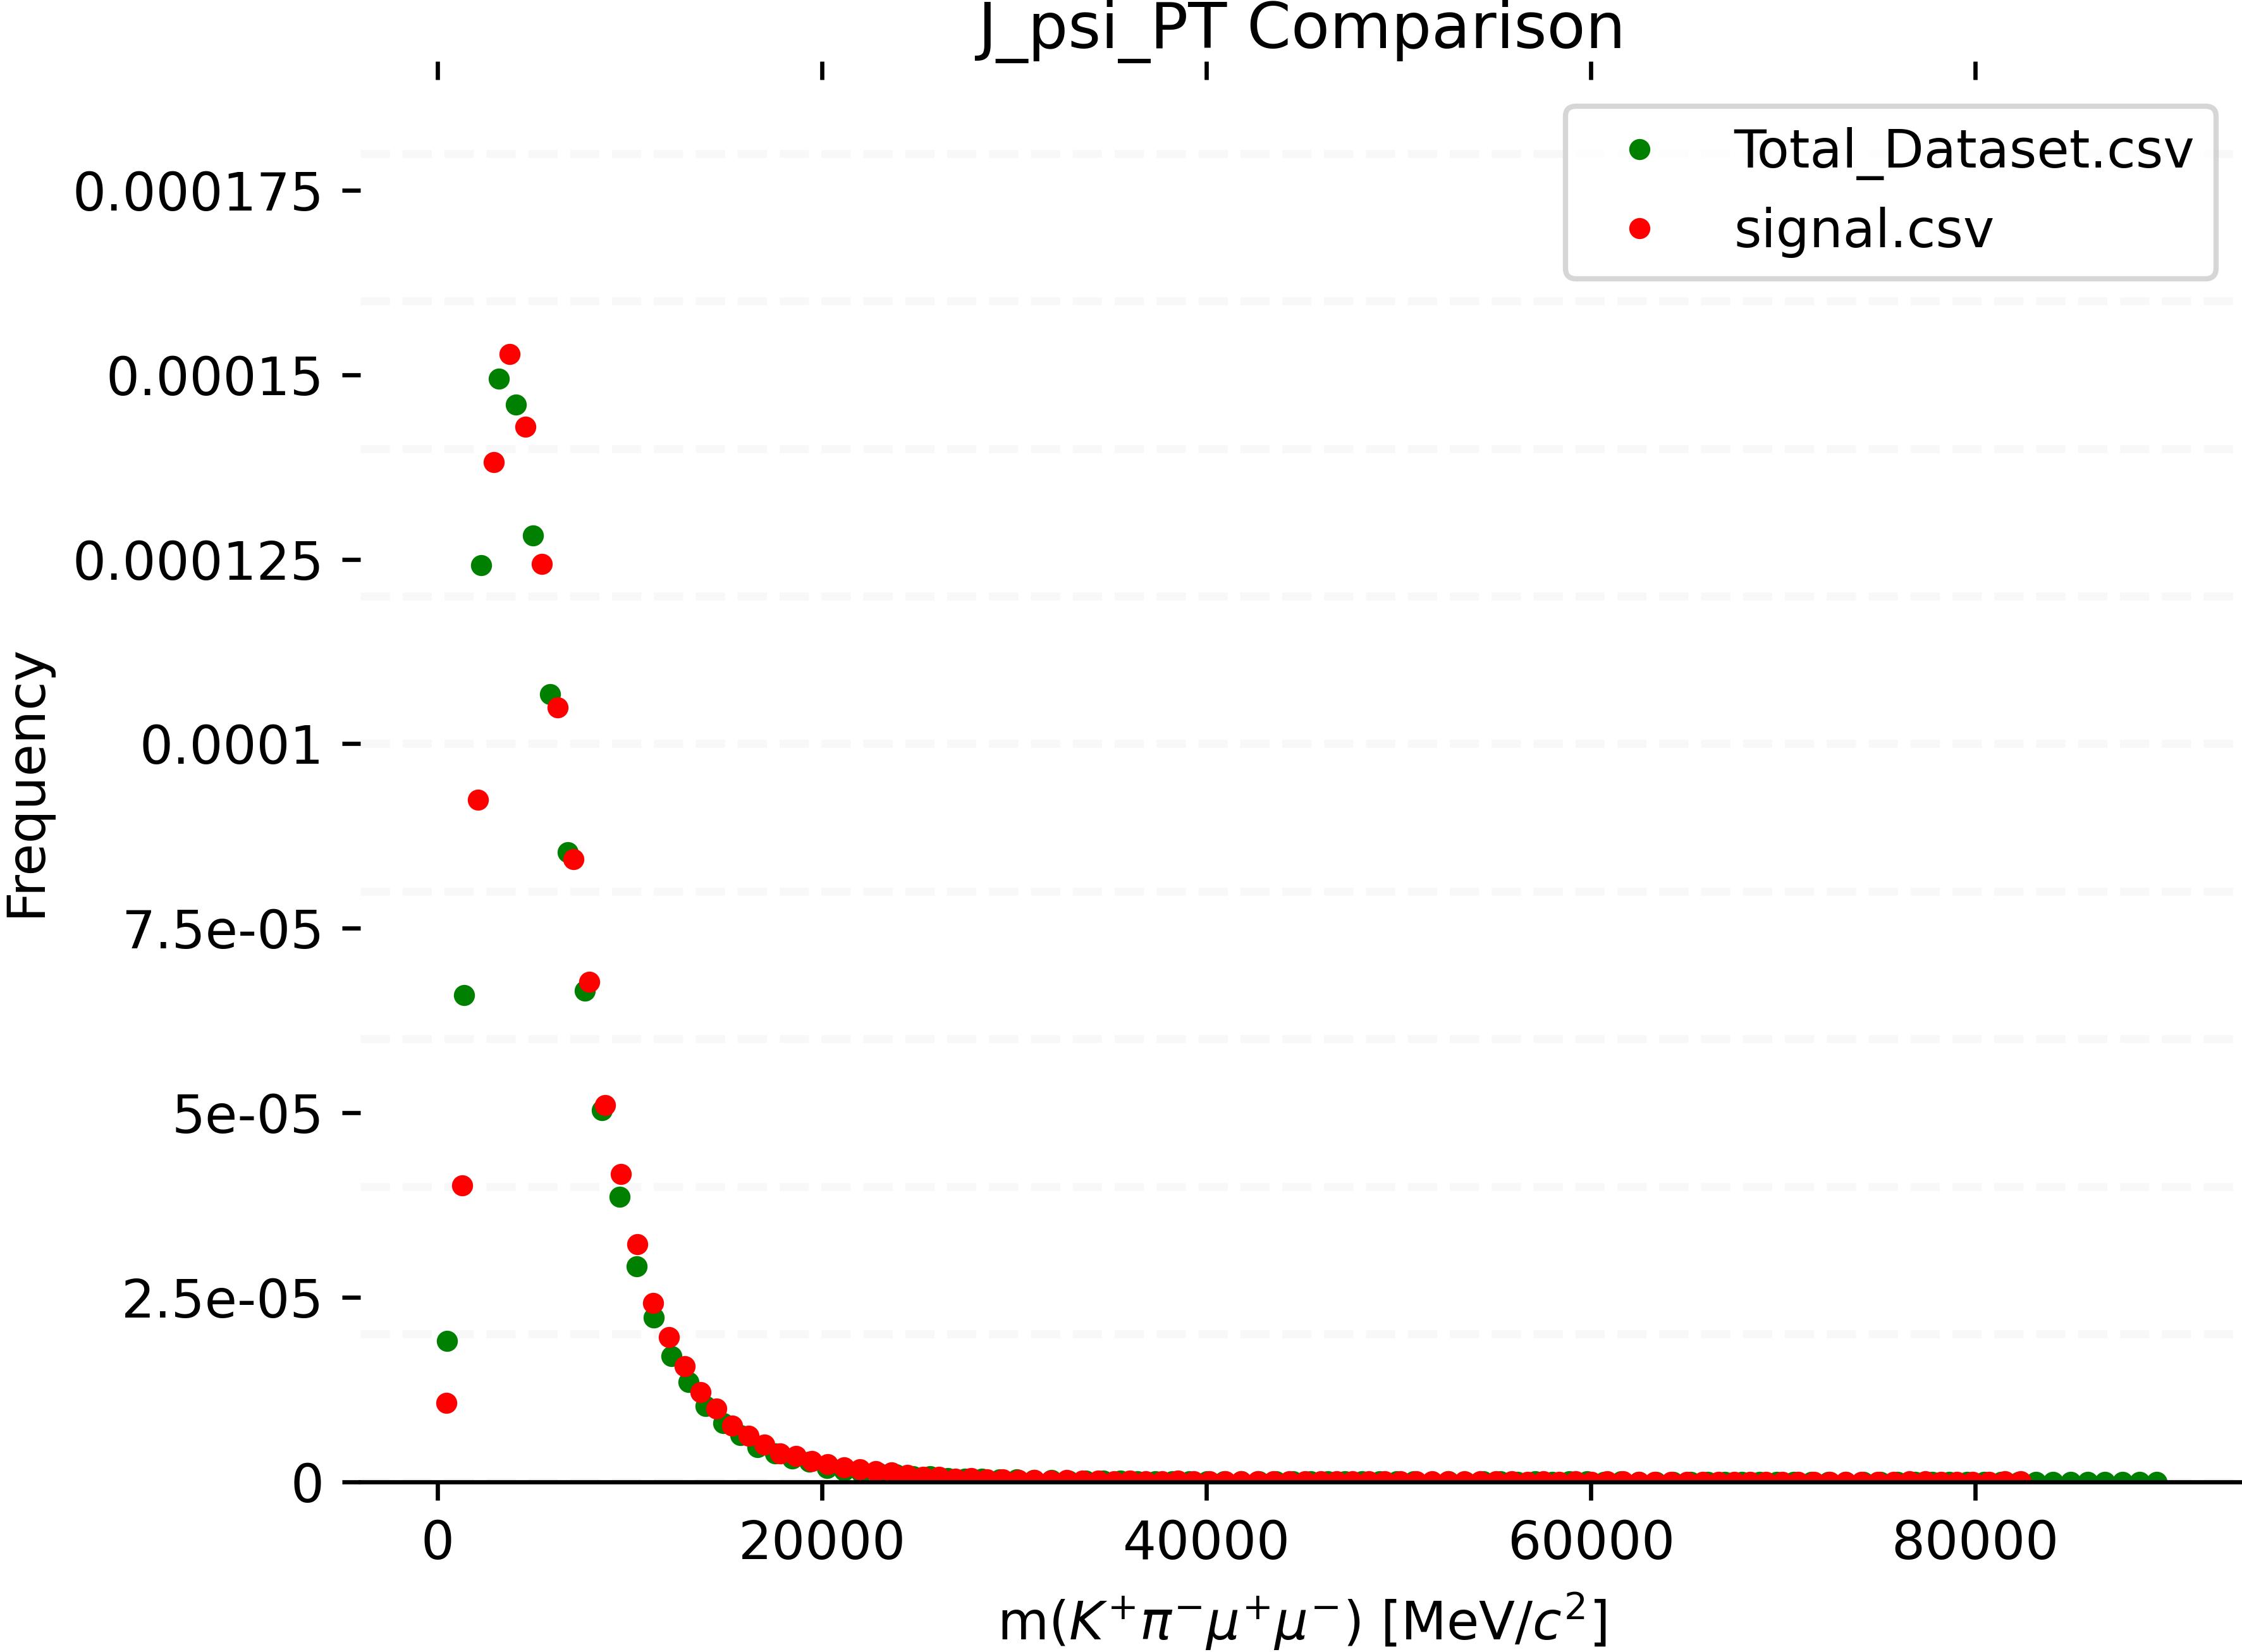 J_psi_PT Comparison
Total_Dataset.csv
signal.csv
0.000175
0.00015
0.000125
0.0001
7.5e-05
5e-05
2.5e-05
0
Frequency
0 20000 40000 60000 80000
m(K⁺π⁻μ⁺μ⁻) [MeV/c²]